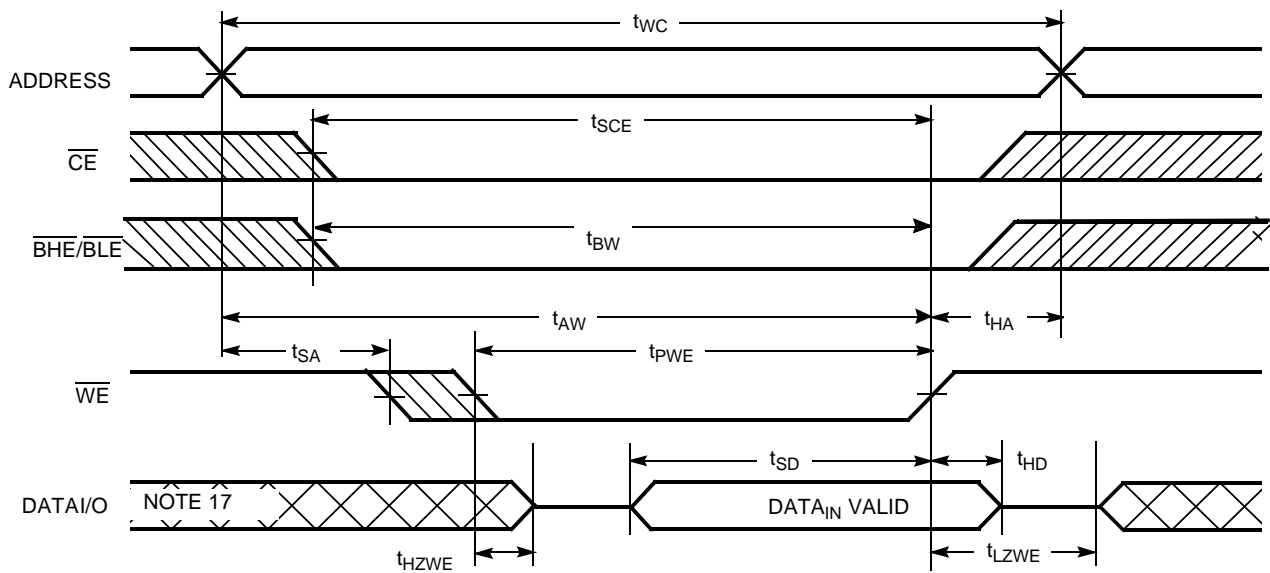 tWC
ADDRESS
tSCE
CE
BHE/BLE
tBW
tAW
tHA
tSA
tPWE
WE
tSD
tHD
DATAI/O
NOTE 17
DATAIN VALID
tHZWE
tLZWE